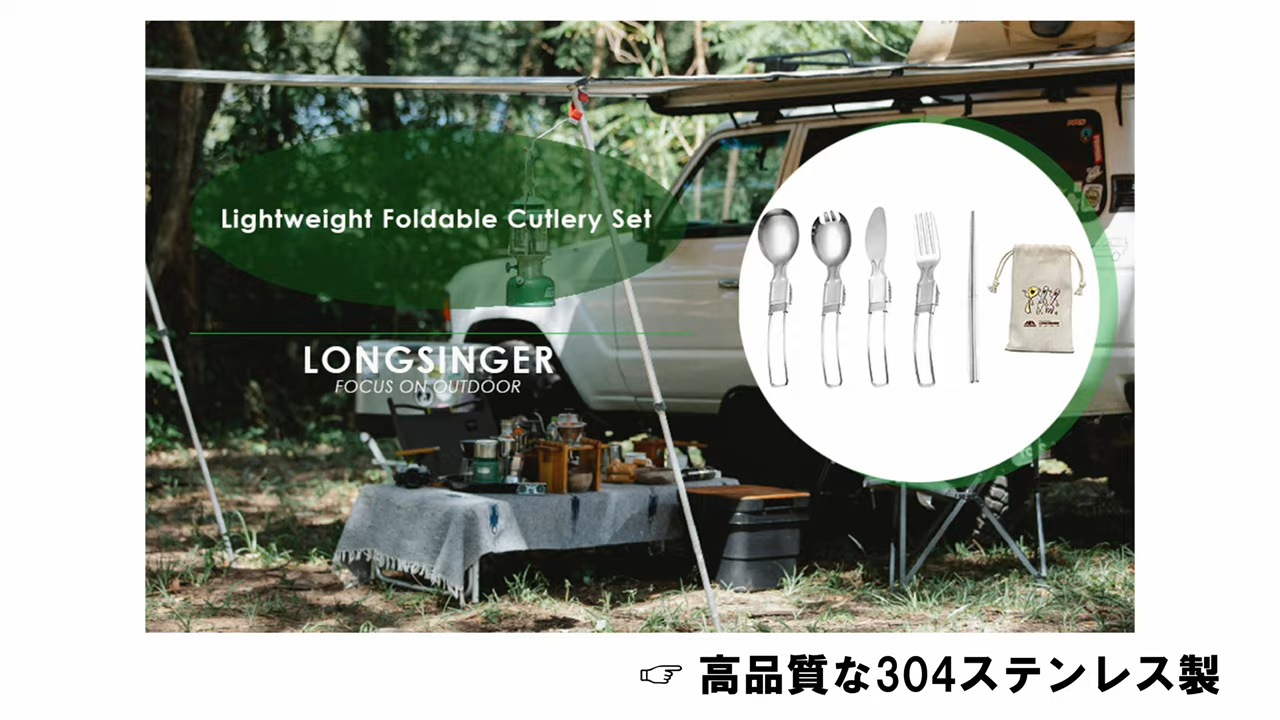 Lightweight Foldable Cutlery Set
LONGSINGER
FOCUS ON OUTDOOR
☞ 高品質な304ステンレス製